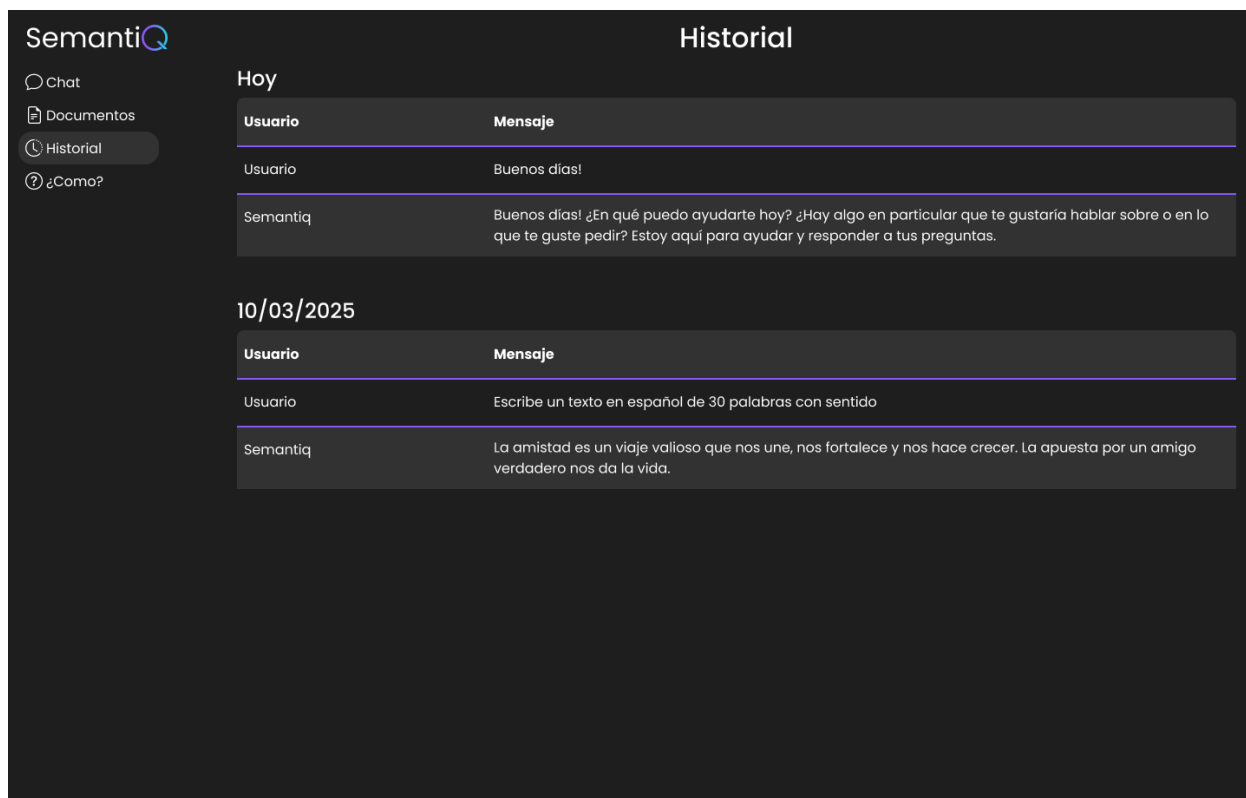 SemantiQ
Chat
Documentos
Historial
¿Como?
Historial
Hoy
Usuario Mensaje
Usuario Buenos días!
Semantiq Buenos días! ¿En qué puedo ayudarte hoy? ¿Hay algo en particular que te gustaría hablar sobre o en lo
que te guste pedir? Estoy aquí para ayudar y responder a tus preguntas.
10/03/2025
Usuario Mensaje
Usuario Escribe un texto en español de 30 palabras con sentido
Semantiq La amistad es un viaje valioso que nos une, nos fortalece y nos hace crecer. La apuesta por un amigo
verdadero nos da la vida.